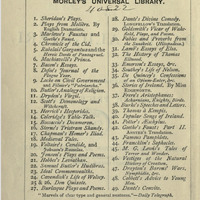 MORLEY'S UNIVERSAL LIBRARY.
1. Sheridan's Plays.
2. Plays from Molière. By English Dramatists.
3. Marlowe's Faustus and Goethe's Faust.
4. Chronicle of the Cid.
5. Rabelais' Gargantua and the Heroic Deeds of Pantagruel.
6. Machiavelli's Prince.
7. Bacon's Essays.
8. Defoe's Journal of the Plague Year.
9. Locke on Civil Government and Filmer's "Patriarcha."
10. Butler's Analogy of Religion.
11. Dryden's Virgil.
12. Scott's Demonology and Witchcraft.
13. Herrick's Hesperides.
14. Coleridge's Table-Talk.
15. Boccaccio's Decameron.
16. Sterne's Tristram Shandy.
17. Chapman's Homer's Iliad.
18. Mediæval Tales.
19. Voltaire's Candide, and Johnson's Rasselas.
20. Jonson's Plays and Poems.
21. Hobbes's Leviathan.
22. Samuel Butler's Hudibras.
23. Ideal Commonwealths.
24. Cavendish's Life of Wolsey.
25 & 26. Don Quixote.
27. Burlesque Plays and Poems.
28. Dante's Divine Comedy. Longfellow's Translation.
29. Goldsmith's Vicar of Wakefield, Plays, and Poems.
30. Fables and Proverbs from the Sanskrit. (Hitopadesa.)
31. Lamb's Essays of Elia.
32. The History of Thomas Ellwood.
33. Emerson's Essays, &c.
34. Southey's Life of Nelson.
35. De Quincey's Confessions of an Opium-Eater, &c.
36. Stories of Ireland. By Miss Edgeworth.
37. Frere's Aristophanes: Acharnians, Knights, Birds.
38. Burke's Speeches and Letters.
39. Thomas à Kempis.
40. Popular Songs of Ireland.
41. Potter's Æschylus.
42. Goethe's Faust: Part II. Anster's Translation.
43. Famous Pamphlets.
44. Francklin's Sophocles.
45. M. G. Lewis's Tales of Terror and Wonder.
46. Vestiges of the Natural History of Creation.
47. Drayton's Barons' Wars, Nymphidia, &c.
48. Cobbett's Advice to Young Men.
49. Dante's Convito.
"Marvels of clear type and general neatness."—Daily Telegraph.